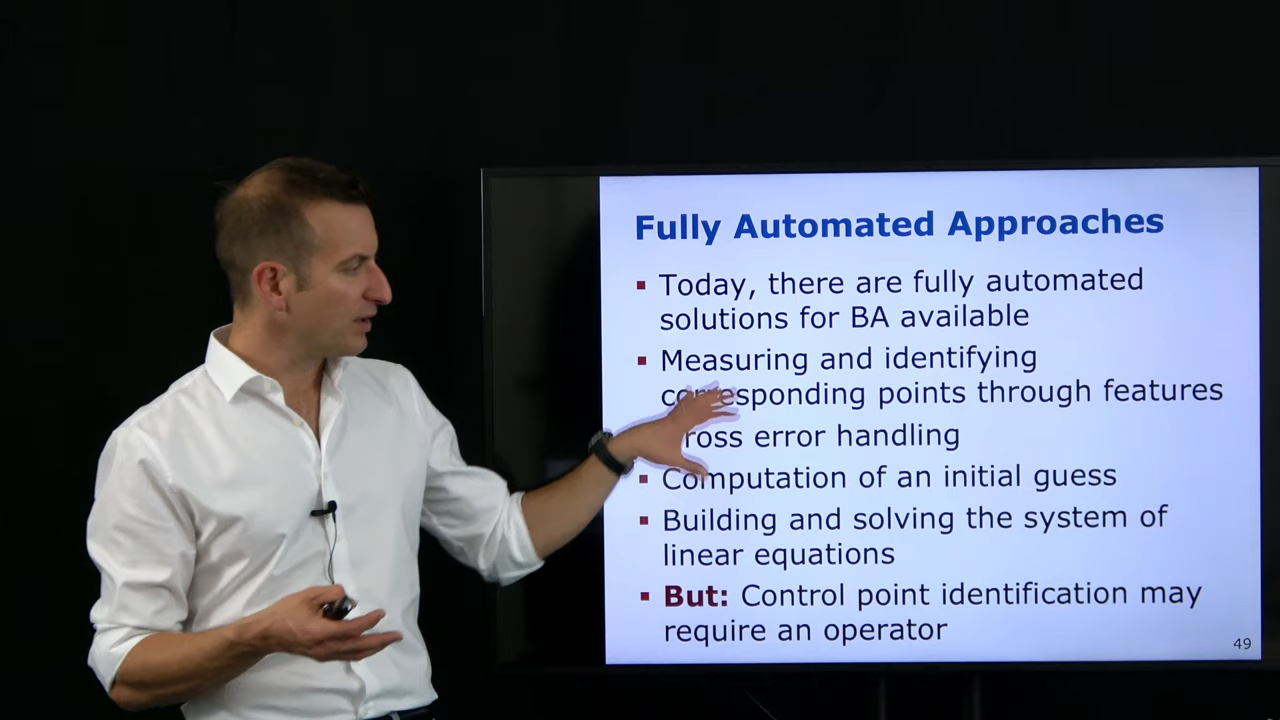 Fully Automated Approaches
▪ Today, there are fully automated
solutions for BA available
▪ Measuring and identifying
corresponding points through features
error handling
▪ Computation of an initial guess
▪ Building and solving the system of
linear equations
▪ But: Control point identification may
require an operator
49